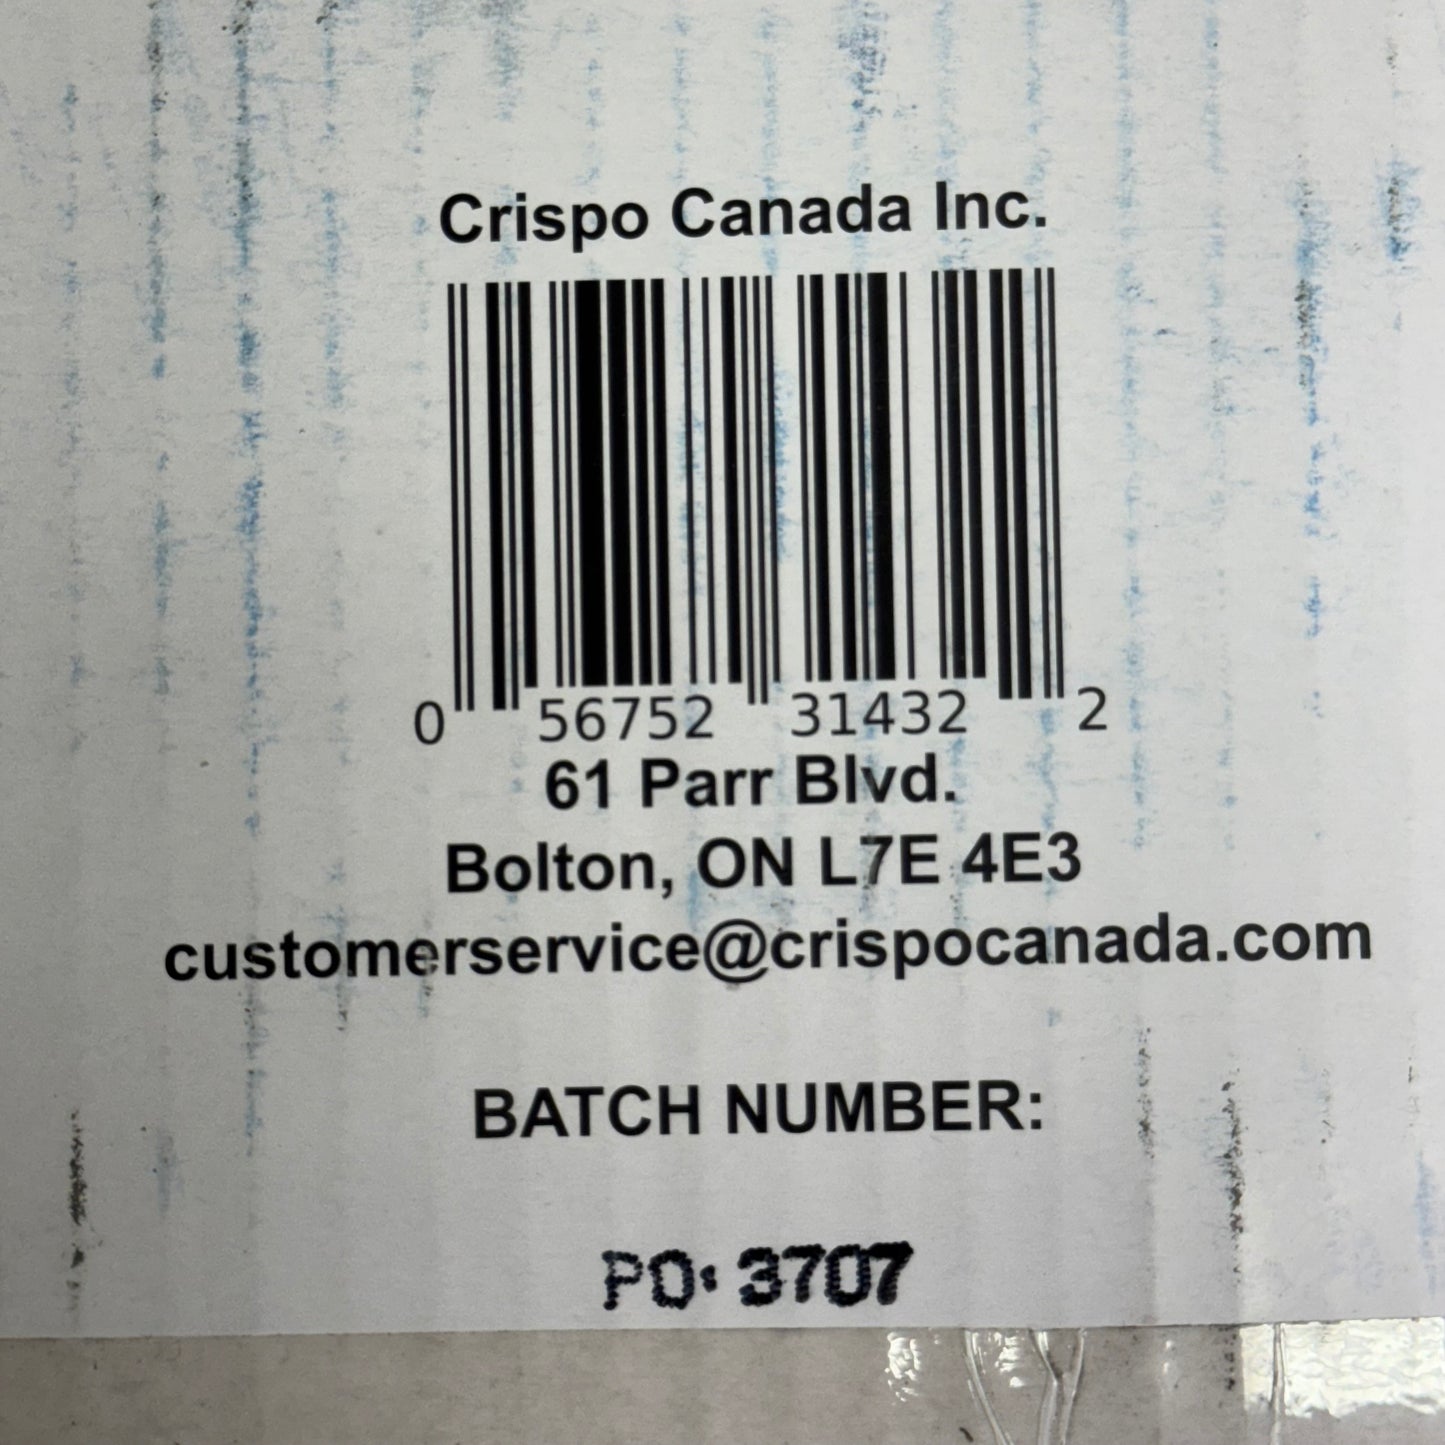 Crispo Canada Inc.
0 56752 31432 2
61 Parr Blvd.
Bolton, ON L7E 4E3
customerservice@crispocanada.com
BATCH NUMBER:
PO: 3707